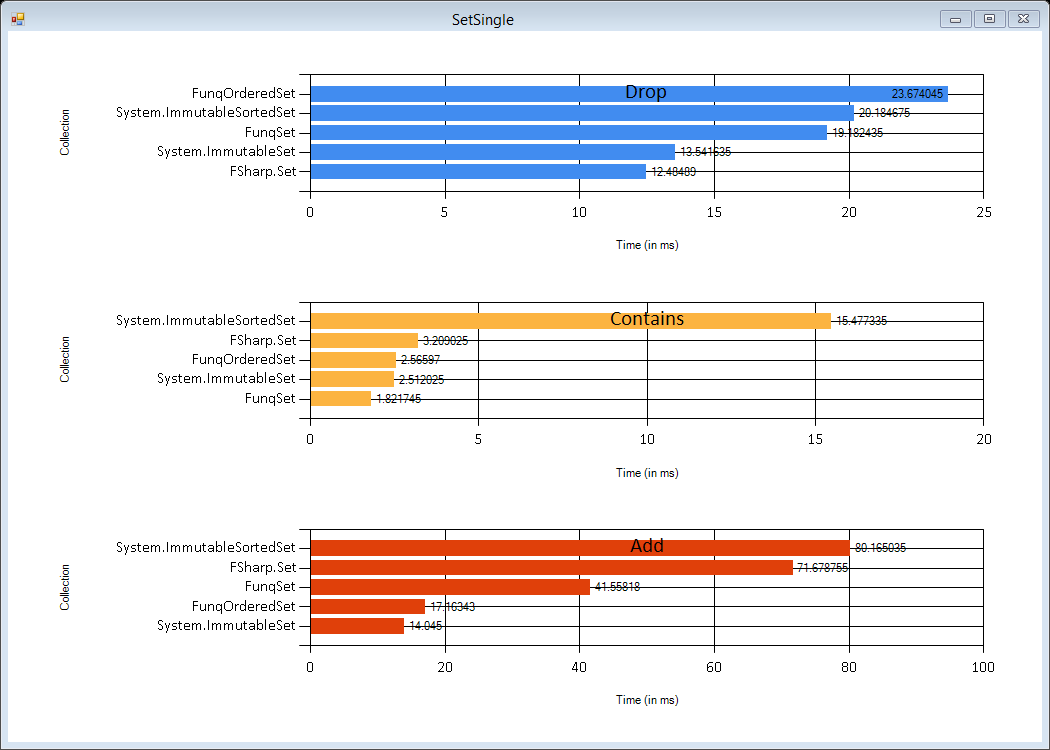 SetSingle
Drop
Collection
FunqOrderedSet 23.674045
System.ImmutableSortedSet 20.184675
FunqSet 19.182435
System.ImmutableSet 13.541635
FSharp.Set 12.48489
0 5 10 15 20 25
Time (in ms)
Contains
Collection
System.ImmutableSortedSet 15.477335
FSharp.Set 3.209025
FunqOrderedSet 2.56597
System.ImmutableSet 2.512025
FunqSet 1.821745
0 5 10 15 20
Time (in ms)
Add
Collection
System.ImmutableSortedSet 80.165035
FSharp.Set 71.678755
FunqSet 41.55818
FunqOrderedSet 17.16343
System.ImmutableSet 14.045
0 20 40 60 80 100
Time (in ms)